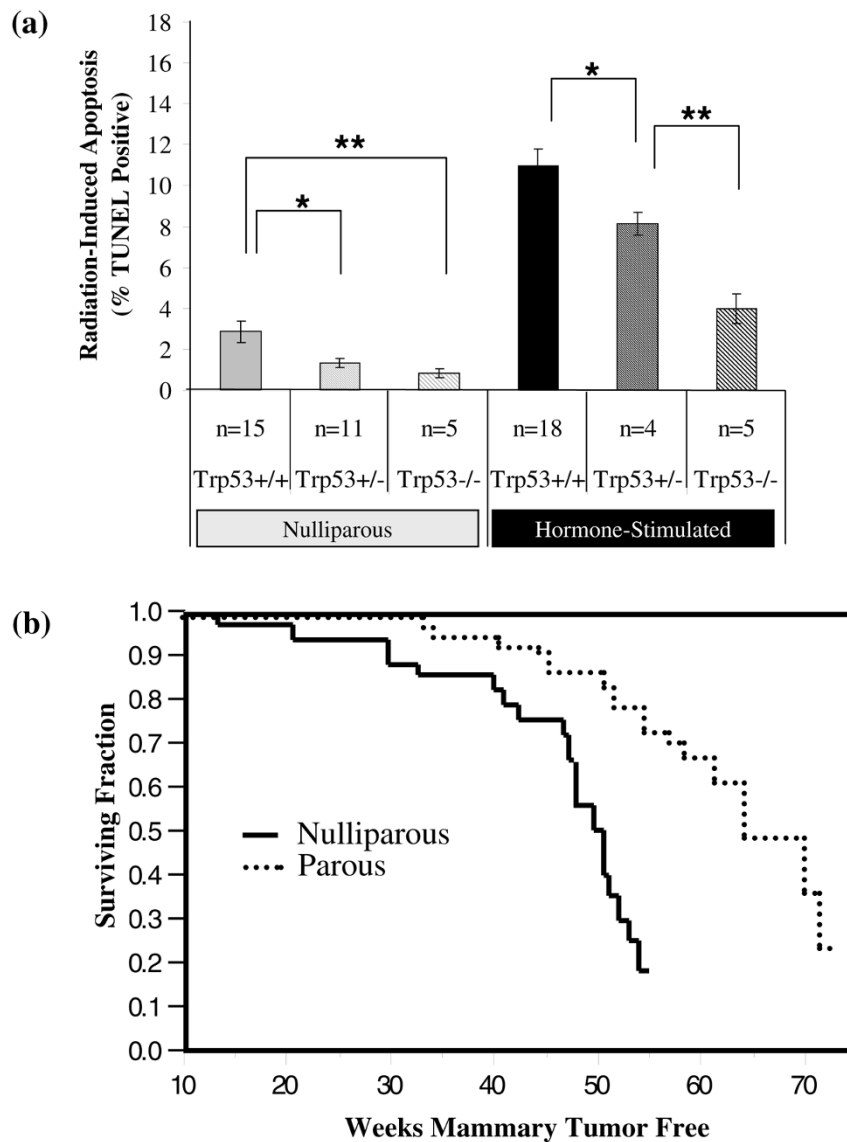 (a)
Radiation-Induced Apoptosis
(% TUNEL Positive)
18
16
14
12
10
8
6
4
2
0
**
*
*
**
n=15 n=11 n=5 n=18 n=4 n=5
Trp53+/+ Trp53+/- Trp53-/- Trp53+/+ Trp53+/- Trp53-/-
Nulliparous Hormone-Stimulated
(b)
Surviving Fraction
1.0
0.9
0.8
0.7
0.6
0.5
0.4
0.3
0.2
0.1
0.0
Nulliparous
Parous
10 20 30 40 50 60 70
Weeks Mammary Tumor Free